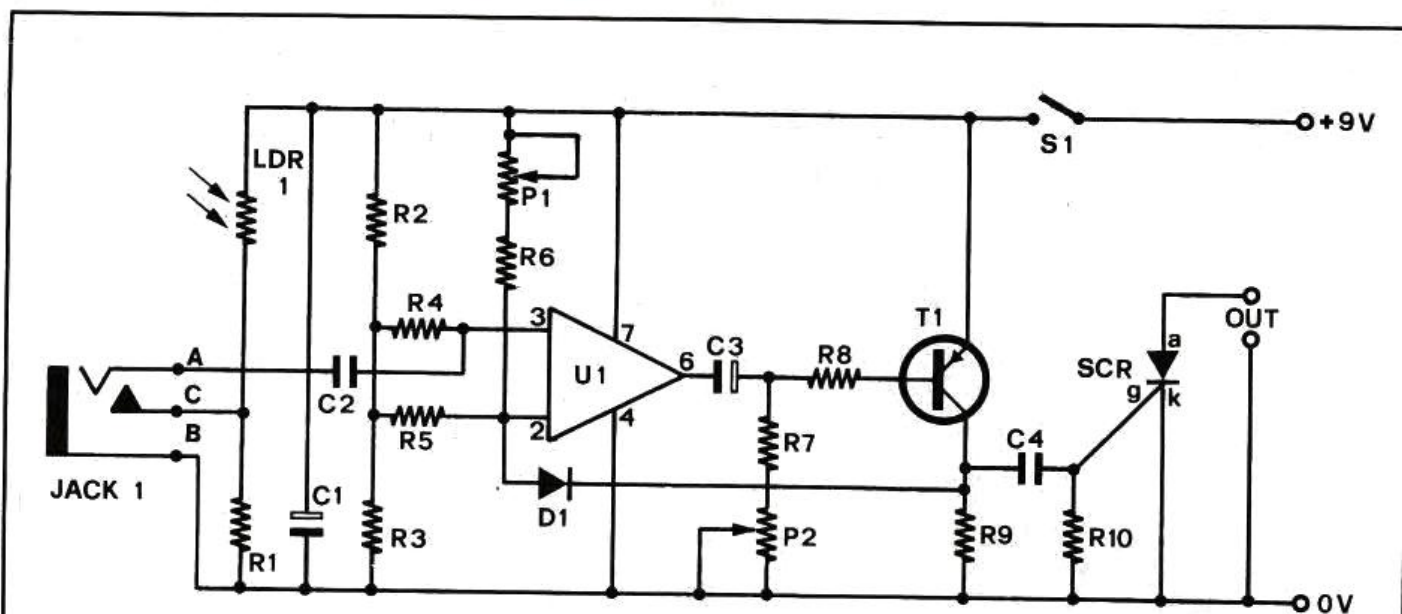 +9V
S1
LDR
1
R2
P1
R6
R4
3
7
T1
OUT
a
A
C3
R8
6
U1
SCR
C
C2
g
k
B
R5
2
4
R7
C4
JACK 1
C1
D1
R1
R3
P2
R9
R10
0V